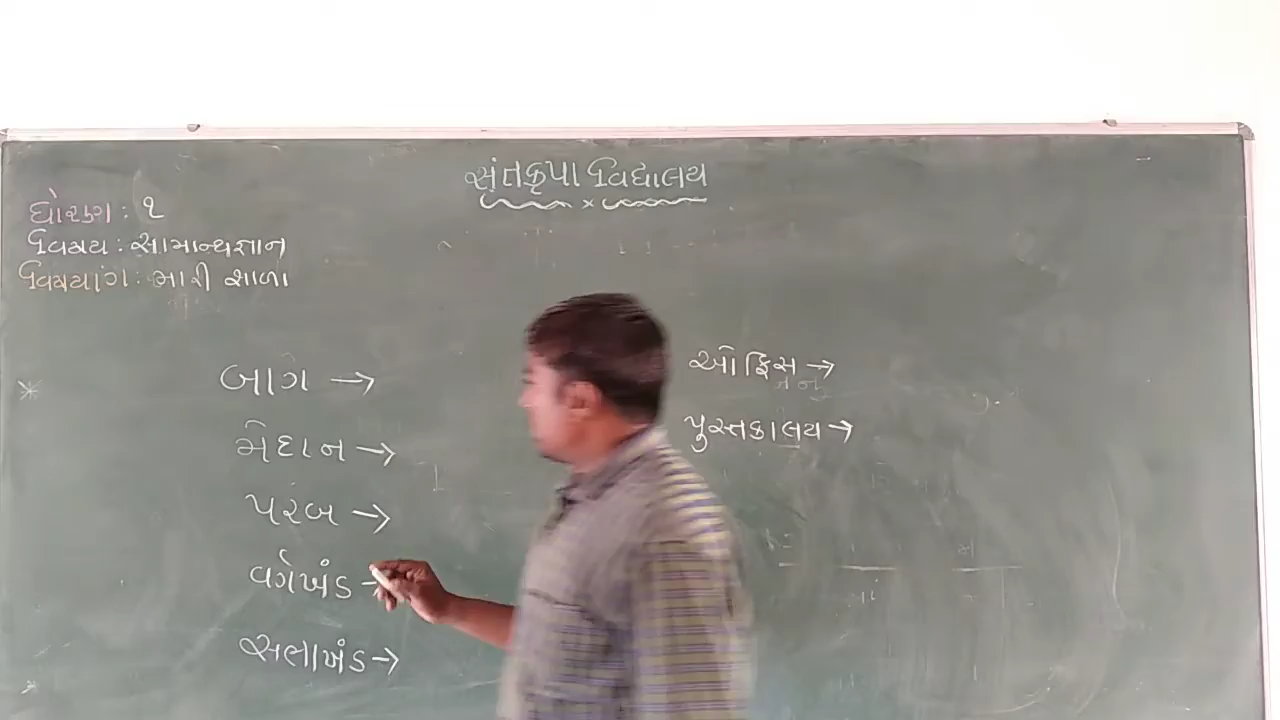 સંતકૃપા વિદ્યાલય
ધોરણ : ૧
વિષય : સામાન્યજ્ઞાન
વિષયાંગ : મારી શાળા
બાગ →
મેદાન →
પરબ →
વર્ગખંડ →
સભાખંડ →
ઓફિસ →
પુસ્તકાલય →